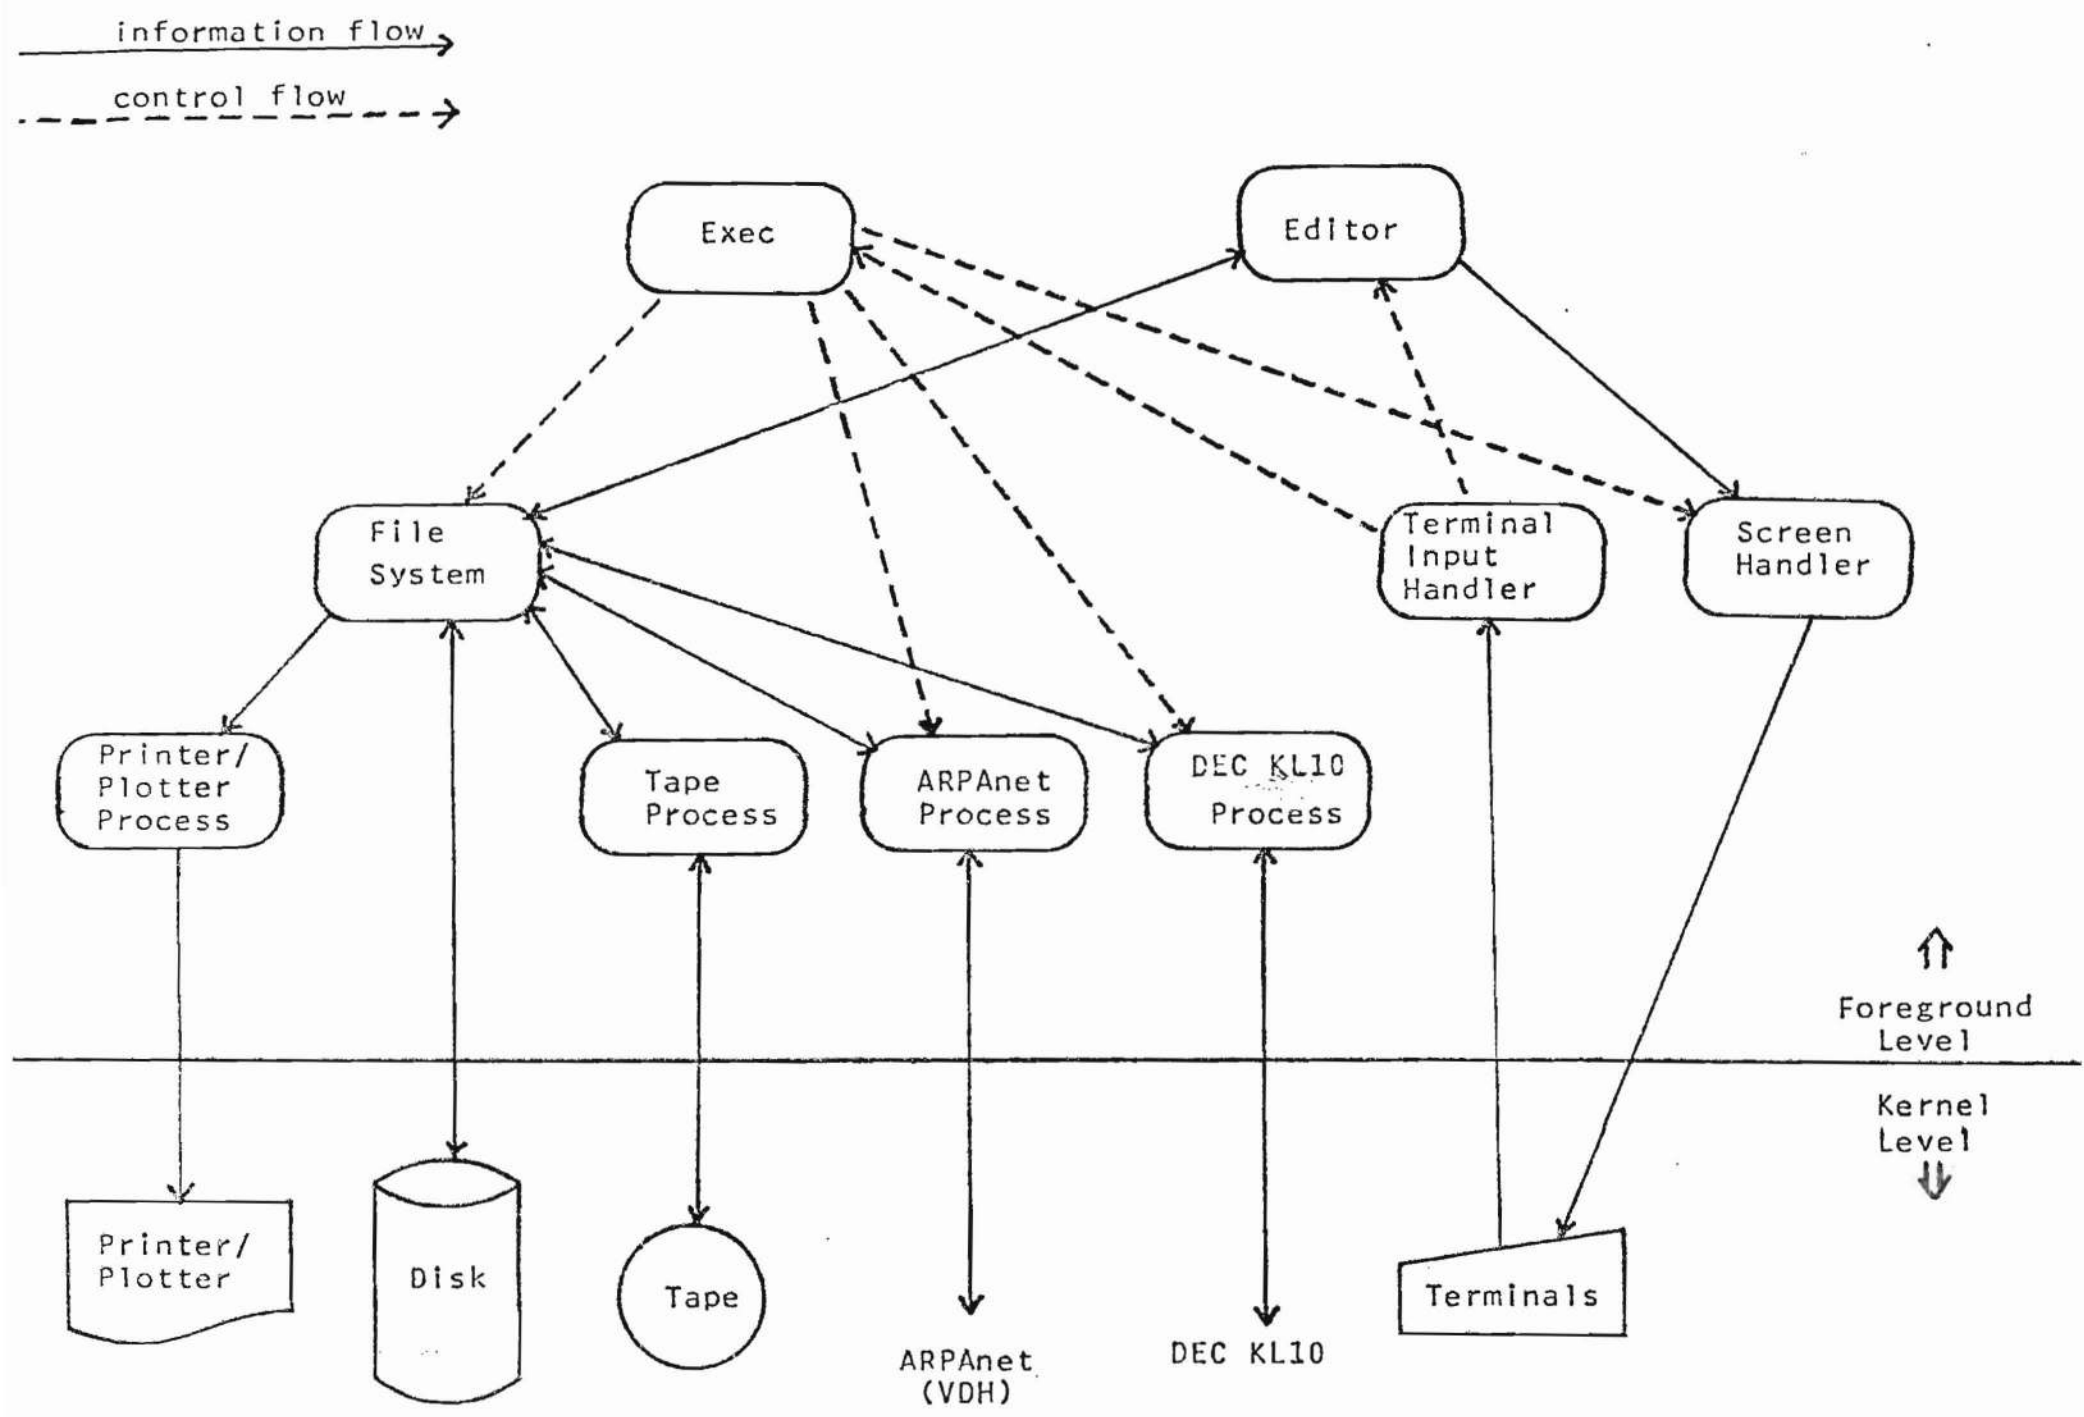 information flow
control flow
Exec
Editor
File
System
Terminal
Input
Handler
Screen
Handler
Printer/
Plotter
Process
Tape
Process
ARPAnet
Process
DEC KL10
Process
Foreground
Level
Kernel
Level
Printer/
Plotter
Disk
Tape
ARPAnet
(VDH)
DEC KL10
Terminals